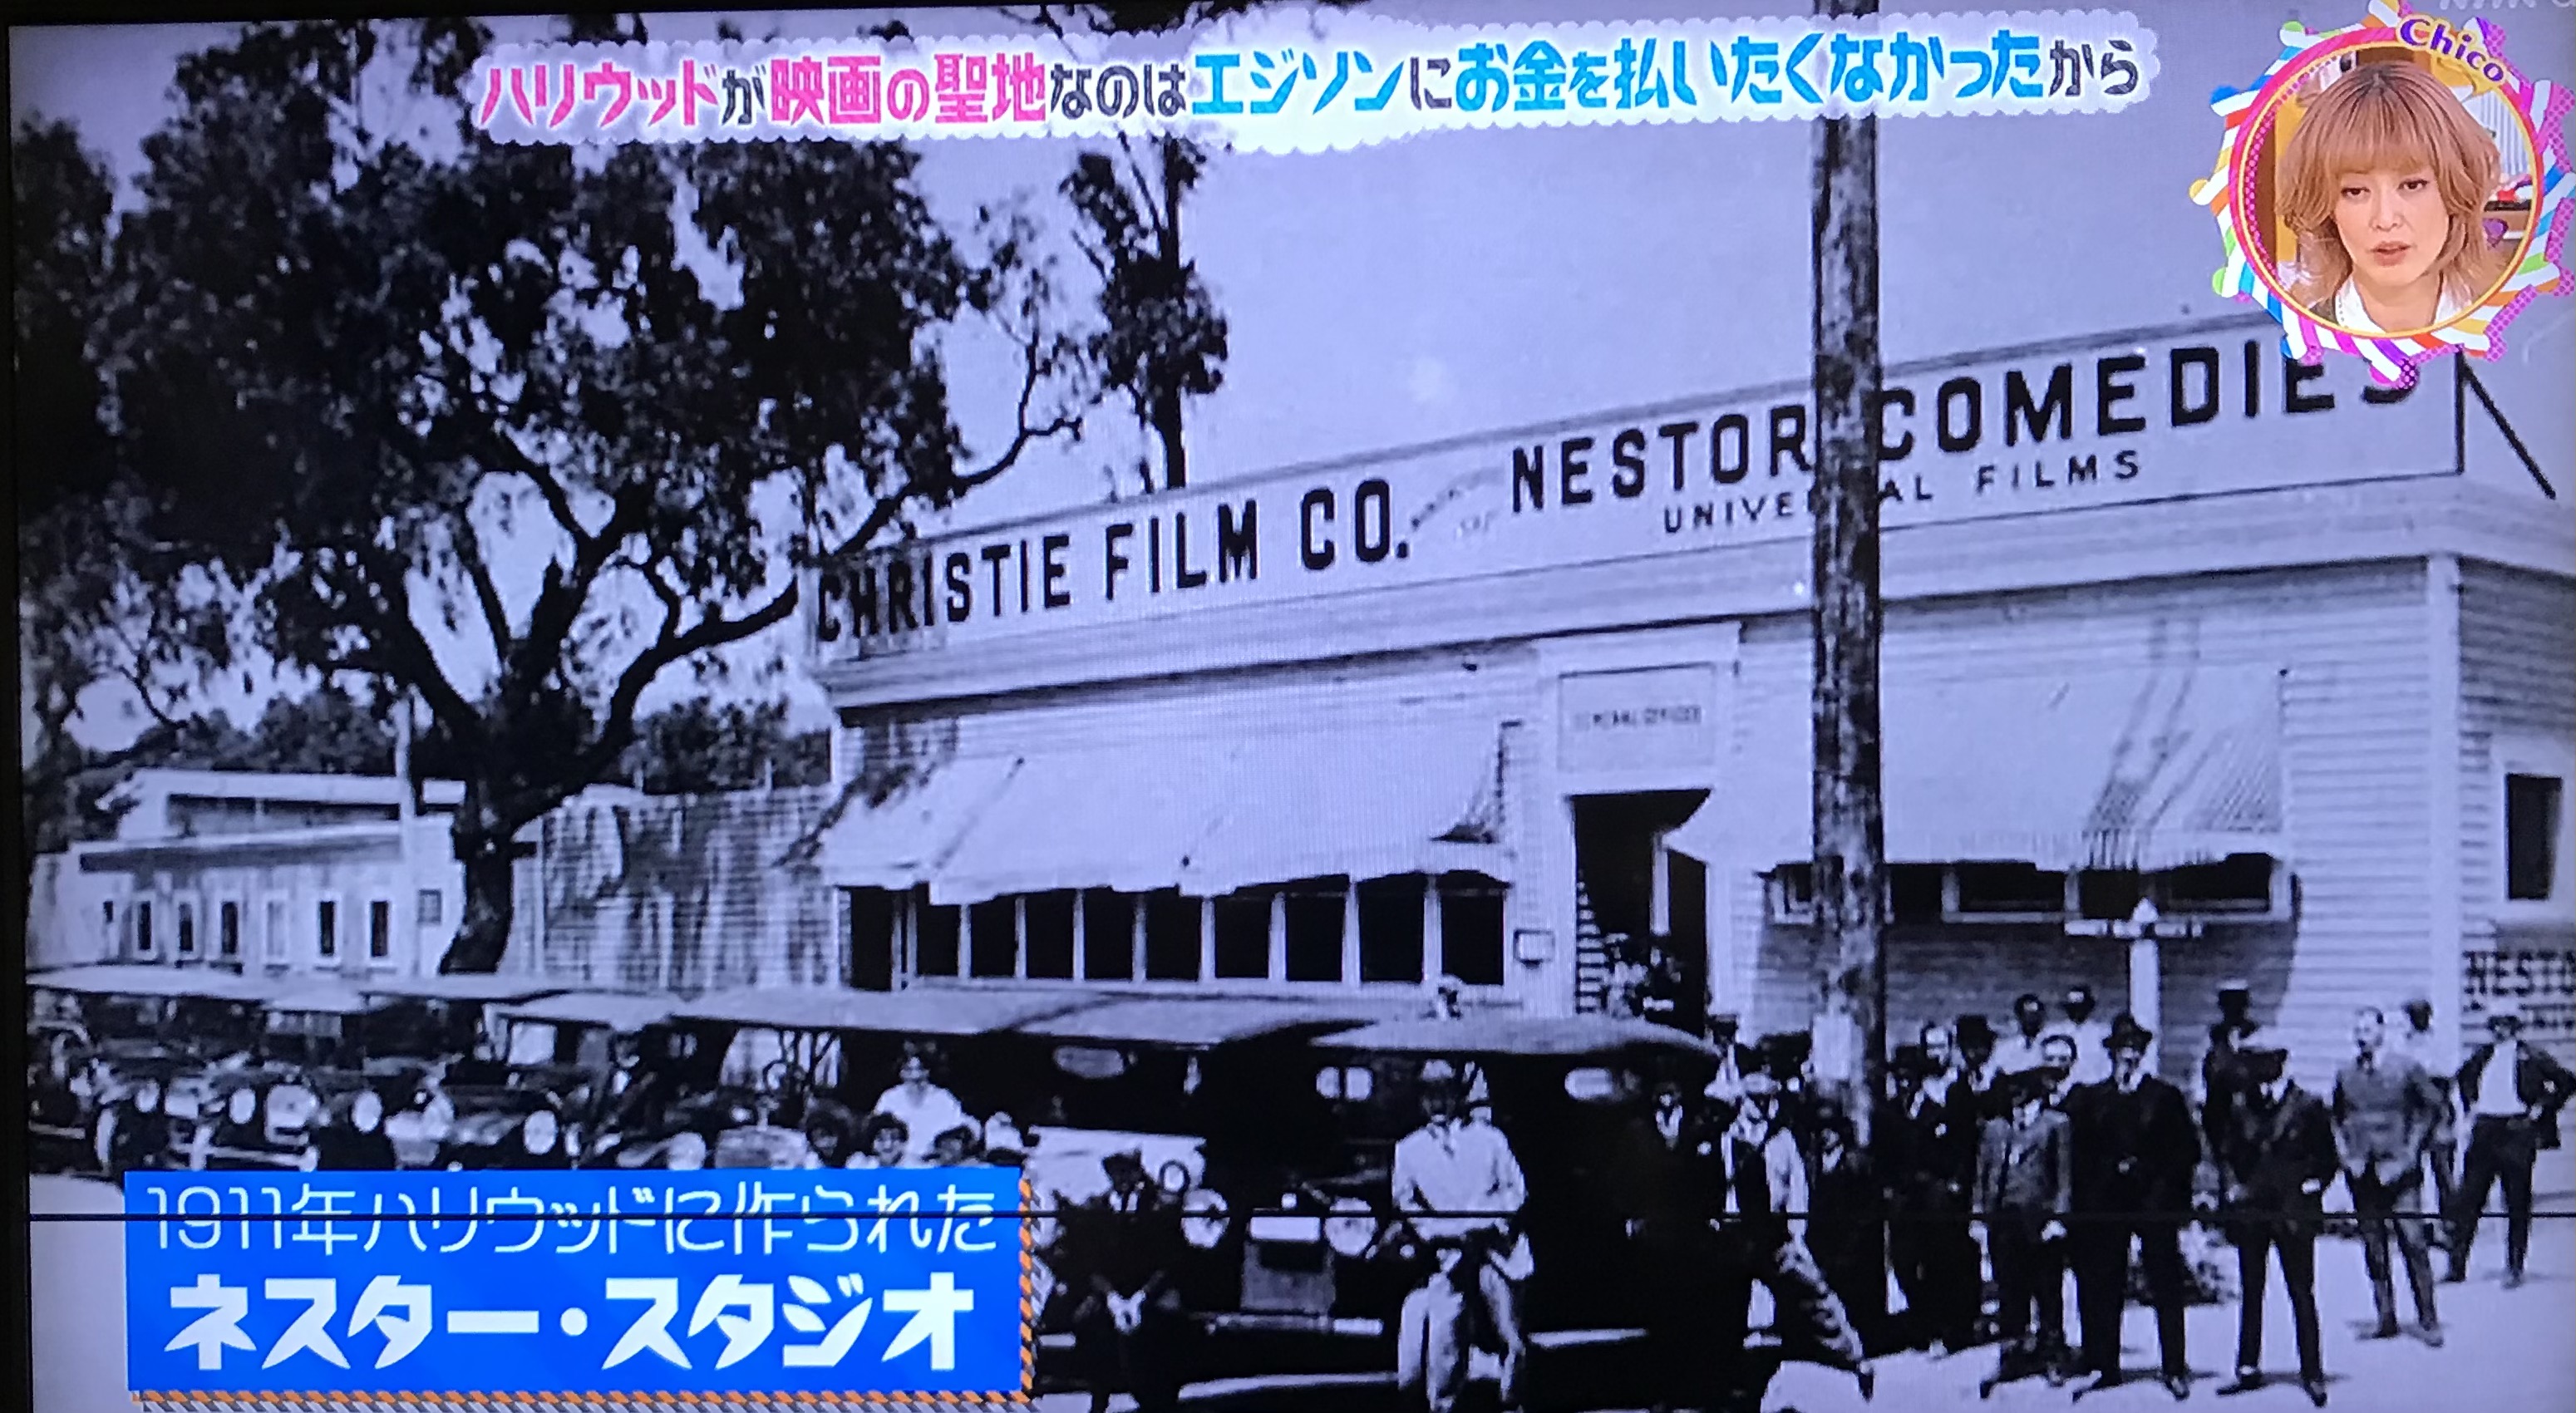 ハリウッドが映画の聖地なのはエジソンにお金を払いたくなかったから
Chico
CHRISTIE FILM CO.
NESTOR COMEDIES
UNIVERSAL FILMS
1911年ハリウッドに作られた
ネスター・スタジオ